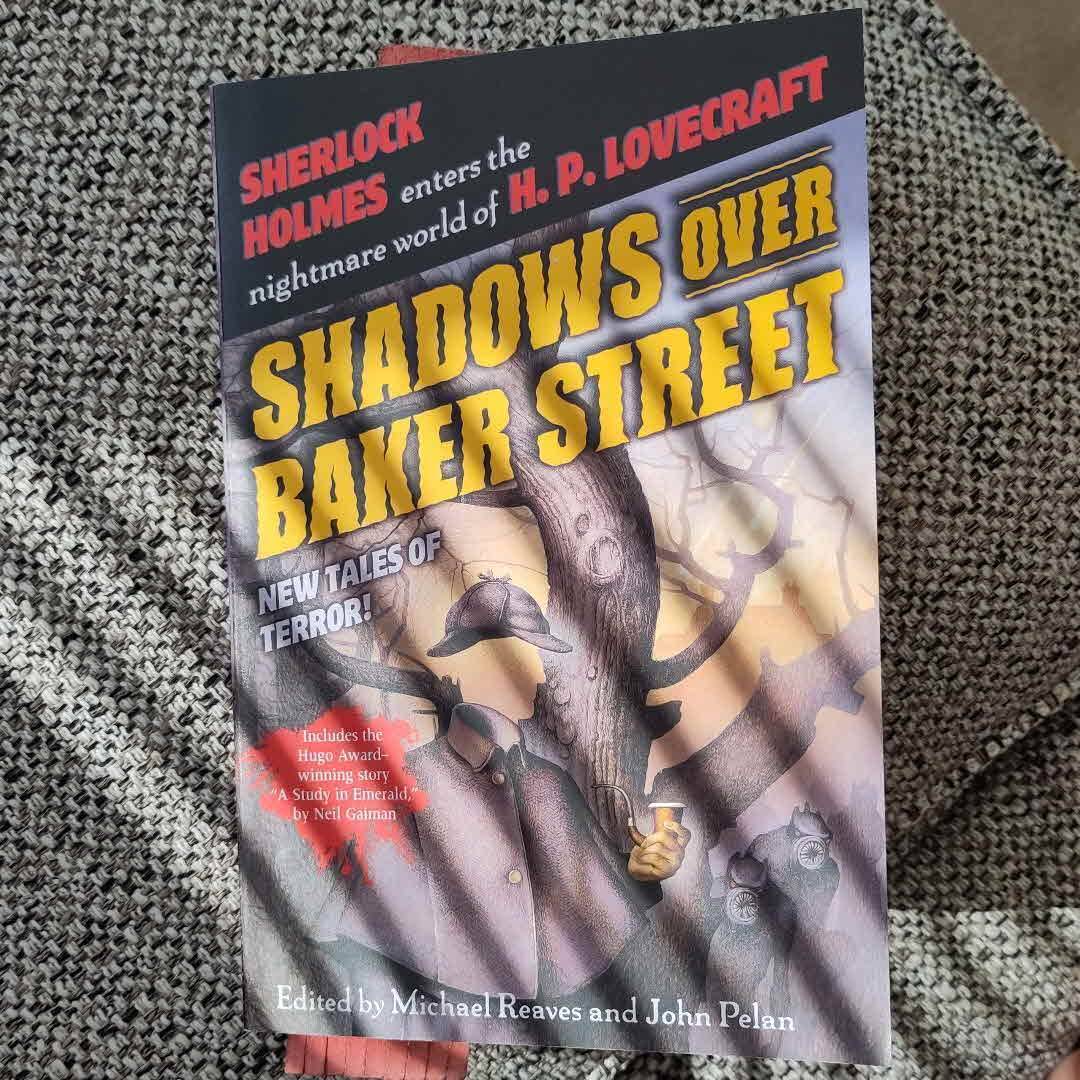 SHERLOCK
HOLMES enters the
nightmare world of H. P. LOVECRAFT
SHADOWS OVER
BAKER STREET
NEW TALES OF
TERROR!
Includes the
Hugo Award–
winning story
"A Study in Emerald,"
by Neil Gaiman
Edited by Michael Reaves and John Pelan